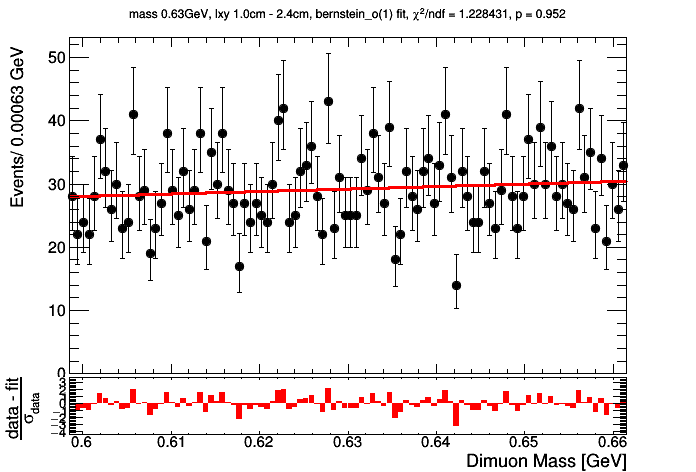 mass 0.63GeV, lxy 1.0cm - 2.4cm, bernstein_o(1) fit, χ²/ndf = 1.228431, p = 0.952
Events/ 0.00063 GeV
50
40
30
20
10
0
data - fit
σdata
3
2
1
0
−1
−2
−3
−4
0.6 0.61 0.62 0.63 0.64 0.65 0.66
Dimuon Mass [GeV]